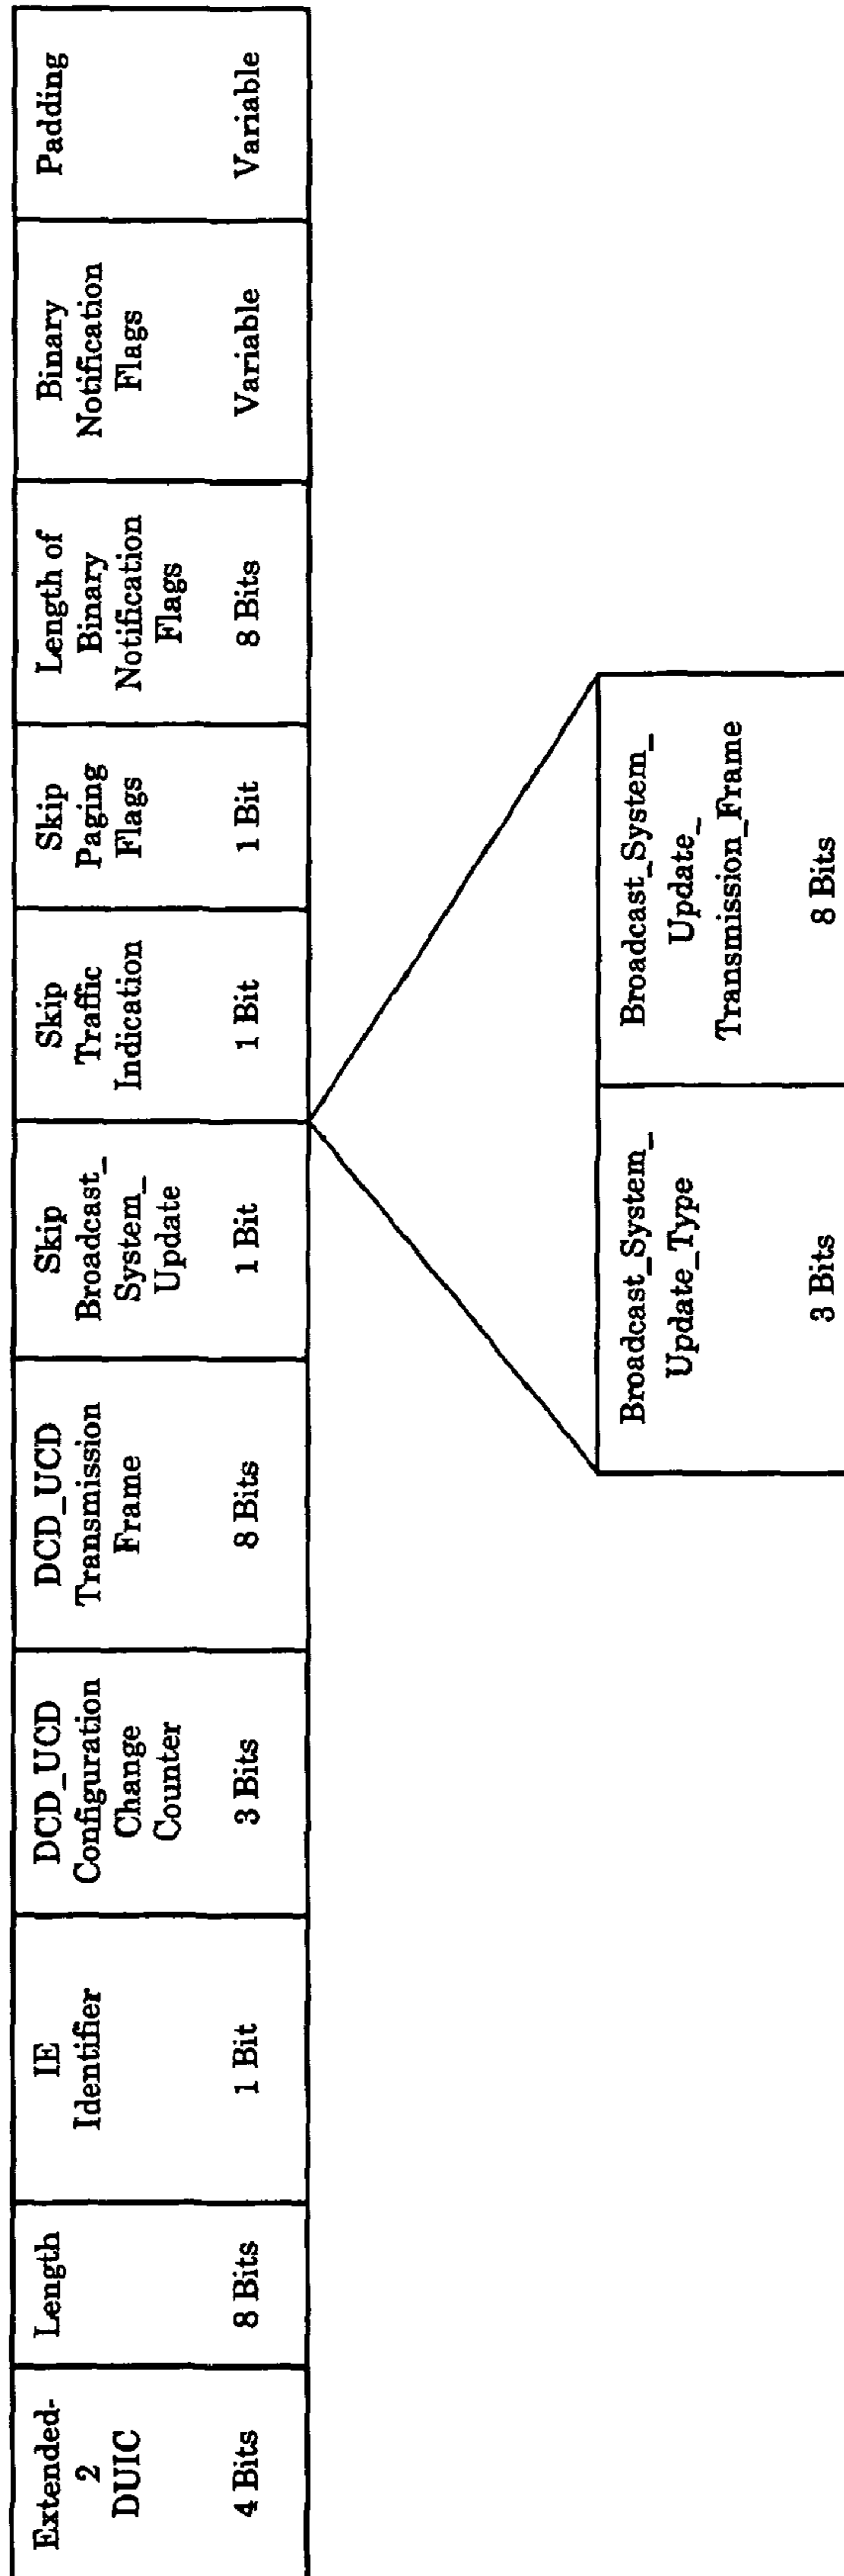 Extended-
2
DUIC
4 Bits
Length
8 Bits
IE
Identifier
1 Bit
DCD_UCD
Configuration
Change
Counter
3 Bits
DCD_UCD
Transmission
Frame
8 Bits
Skip
Broadcast_
System_
Update
1 Bit
Skip
Traffic
Indication
1 Bit
Skip
Paging
Flags
1 Bit
Length of
Binary
Notification
Flags
8 Bits
Binary
Notification
Flags
Variable
Padding
Variable
Broadcast_System_
Update_Type
3 Bits
Broadcast_System_
Update_
Transmission_Frame
8 Bits